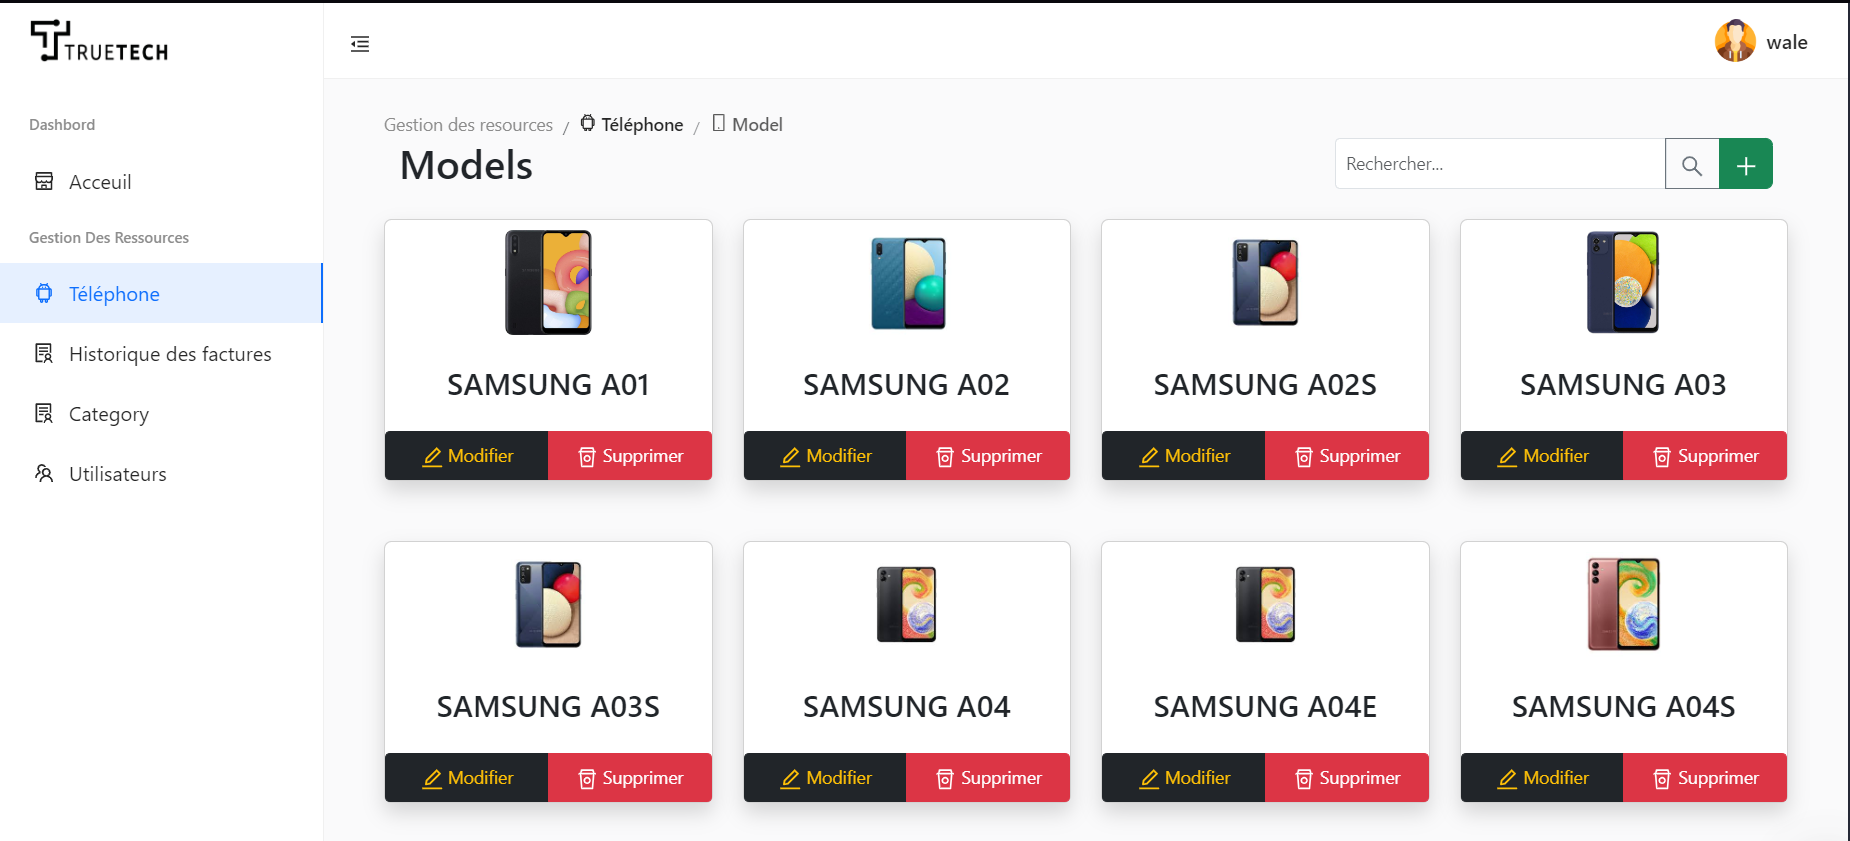 TRUETECH
wale
Dashbord
Acceuil
Gestion Des Ressources
Téléphone
Historique des factures
Category
Utilisateurs
Gestion des resources / Téléphone / Model
Models
Rechercher...
SAMSUNG A01
Modifier Supprimer
SAMSUNG A02
Modifier Supprimer
SAMSUNG A02S
Modifier Supprimer
SAMSUNG A03
Modifier Supprimer
SAMSUNG A03S
Modifier Supprimer
SAMSUNG A04
Modifier Supprimer
SAMSUNG A04E
Modifier Supprimer
SAMSUNG A04S
Modifier Supprimer